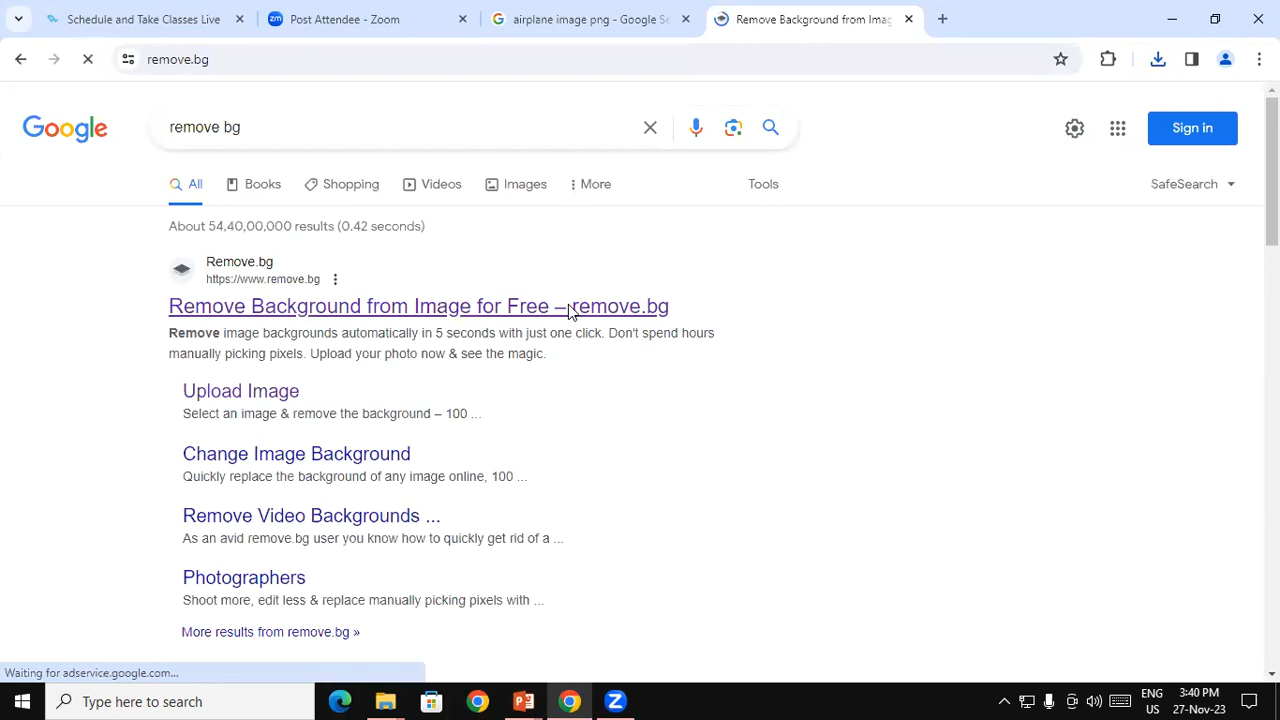 Schedule and Take Classes Live
Post Attendee - Zoom
airplane image png - Google Se
Remove Background from Imag
remove.bg
Google
remove bg
Sign in
All
Books
Shopping
Videos
Images
More
Tools
SafeSearch
About 54,40,00,000 results (0.42 seconds)
Remove.bg
https://www.remove.bg
Remove Background from Image for Free – remove.bg
Remove image backgrounds automatically in 5 seconds with just one click. Don't spend hours
manually picking pixels. Upload your photo now & see the magic.
Upload Image
Select an image & remove the background – 100 ...
Change Image Background
Quickly replace the background of any image online, 100 ...
Remove Video Backgrounds ...
As an avid remove.bg user you know how to quickly get rid of a ...
Photographers
Shoot more, edit less & replace manually picking pixels with ...
More results from remove.bg »
Waiting for adservice.google.com...
Type here to search
ENG
US
3:40 PM
27-Nov-23